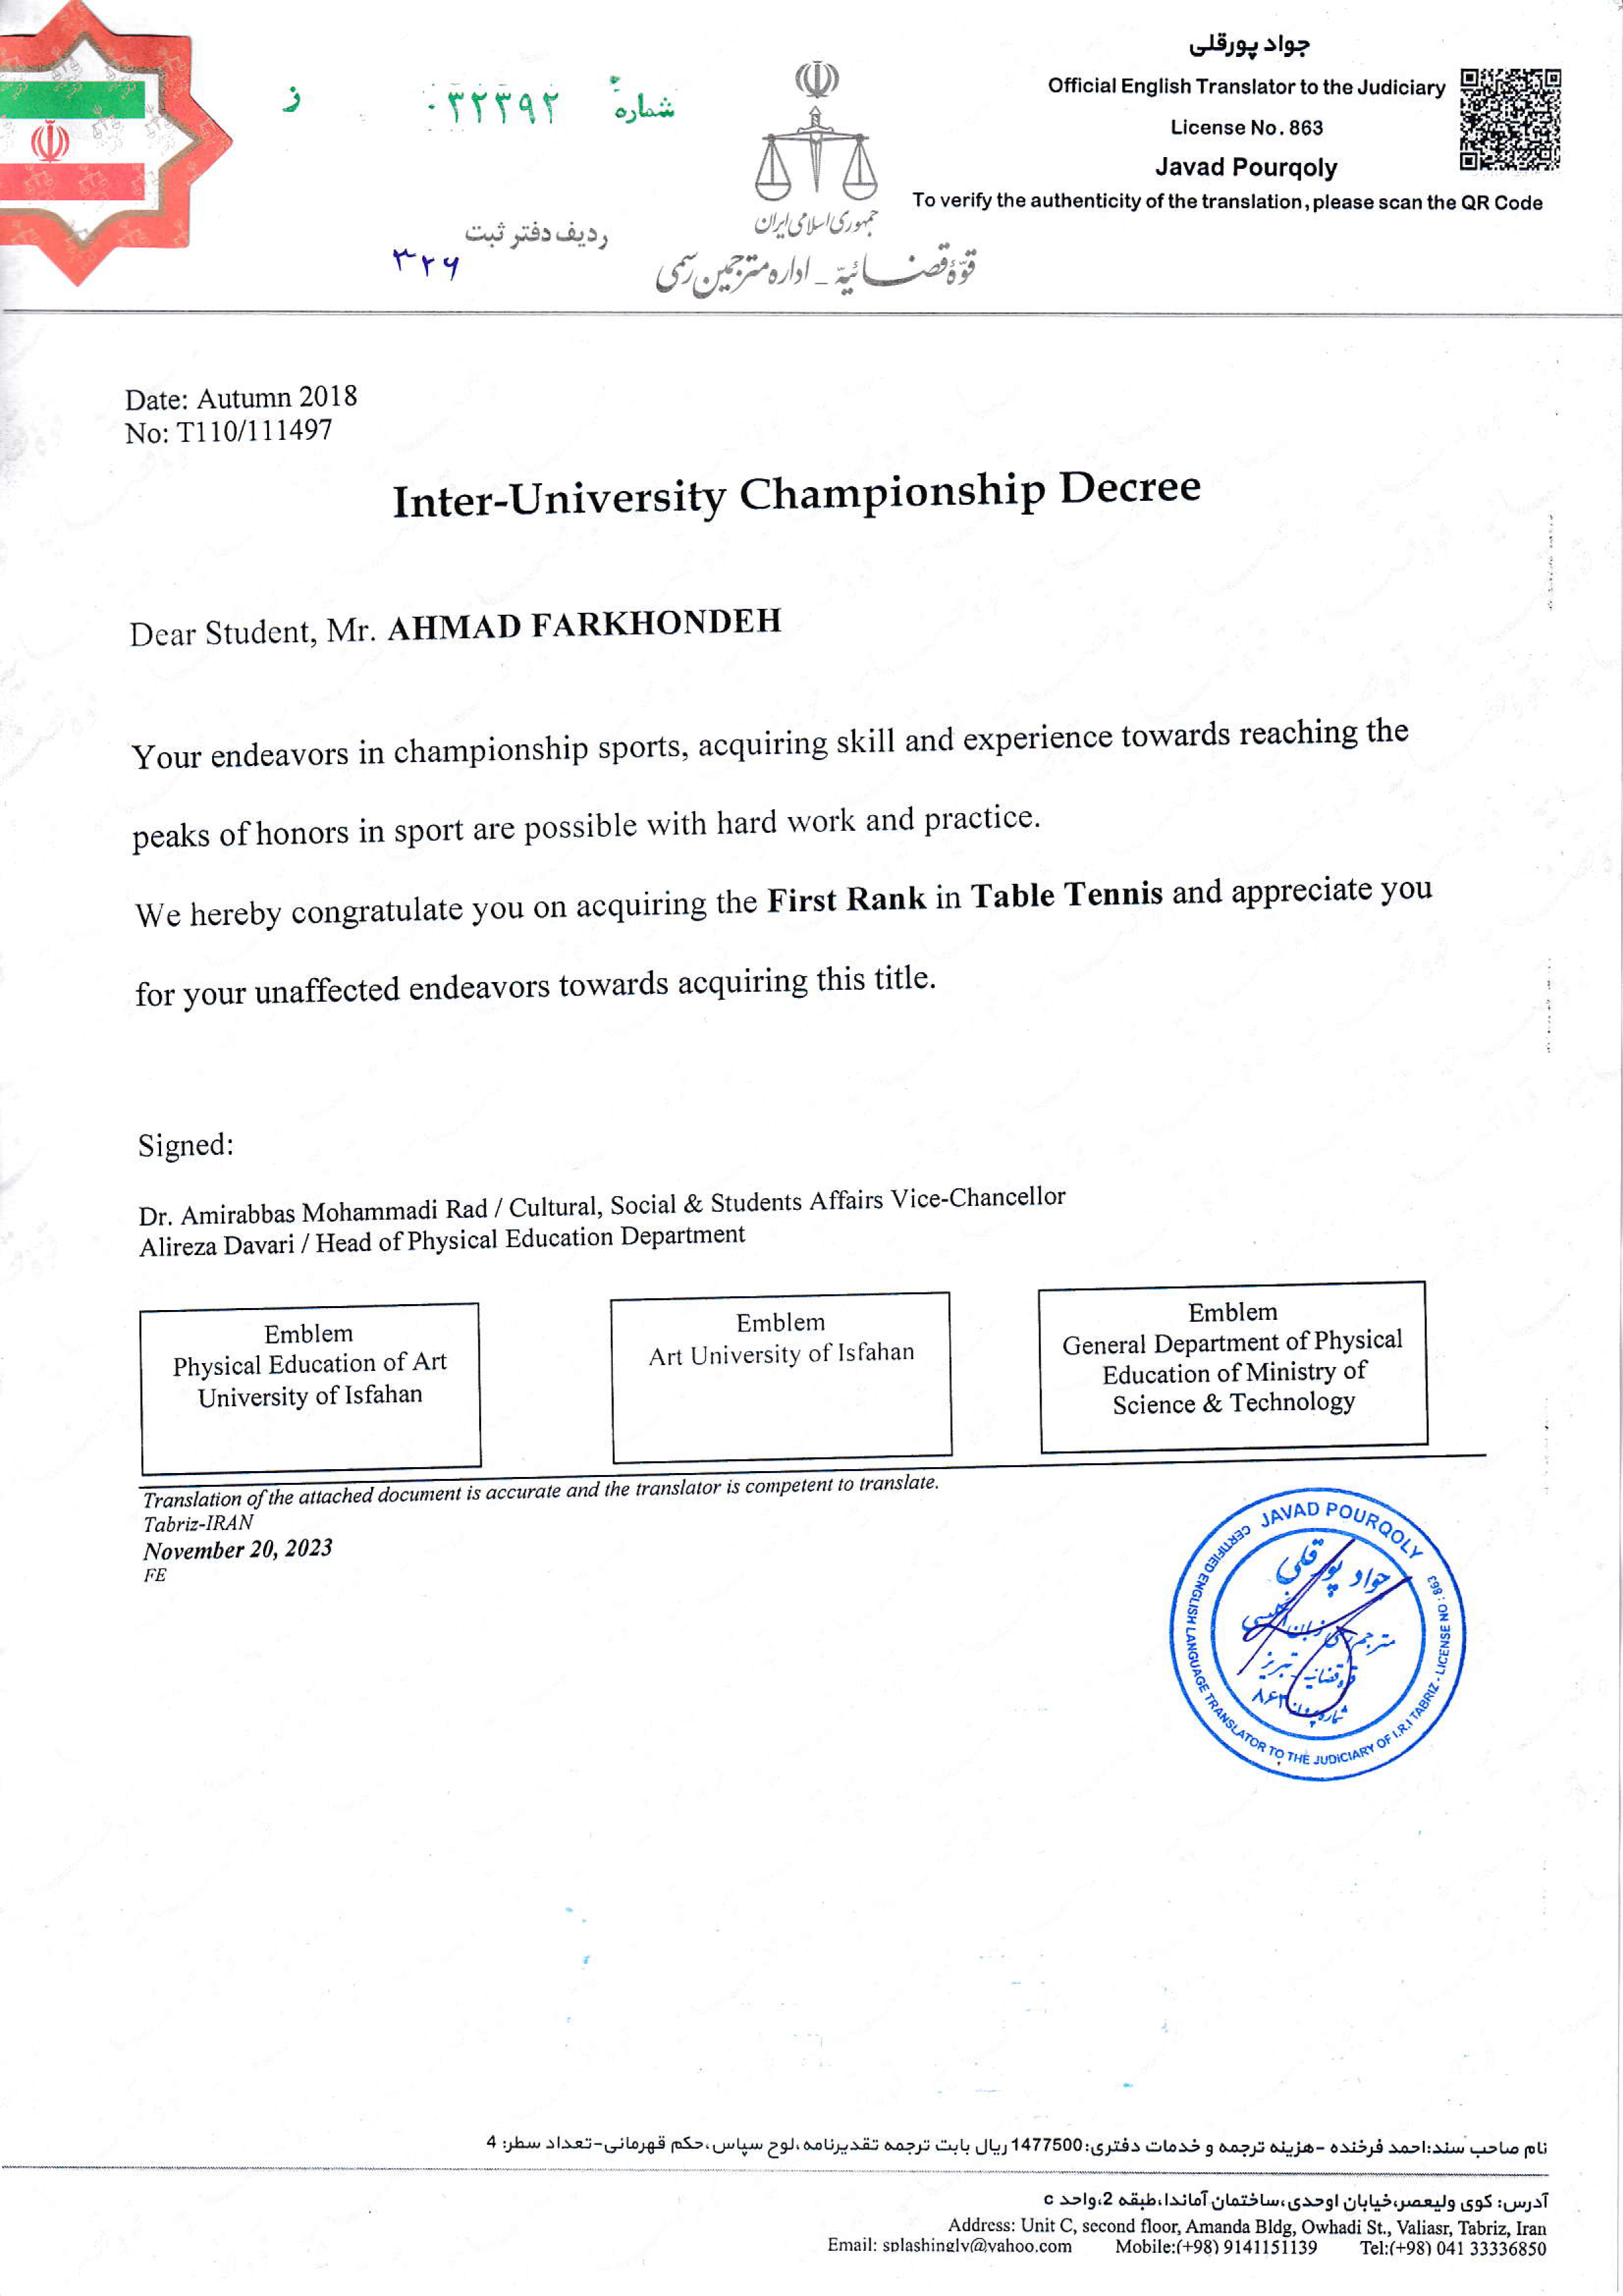 جواد پورقلی
Official English Translator to the Judiciary
License No. 863
Javad Pourqoly
To verify the authenticity of the translation, please scan the QR Code
شماره ۰۳۲۳۹۲ ز
ردیف دفتر ثبت
۳۲۶
جمهوری اسلامی ایران
قوّهٔ قضائیّه - اداره مترجمین رسمی
Date: Autumn 2018
No: T110/111497
Inter-University Championship Decree
Dear Student, Mr. AHMAD FARKHONDEH
Your endeavors in championship sports, acquiring skill and experience towards reaching the
peaks of honors in sport are possible with hard work and practice.
We hereby congratulate you on acquiring the First Rank in Table Tennis and appreciate you
for your unaffected endeavors towards acquiring this title.
Signed:
Dr. Amirabbas Mohammadi Rad / Cultural, Social & Students Affairs Vice-Chancellor
Alireza Davari / Head of Physical Education Department
Emblem
Physical Education of Art
University of Isfahan
Emblem
Art University of Isfahan
Emblem
General Department of Physical
Education of Ministry of
Science & Technology
Translation of the attached document is accurate and the translator is competent to translate.
Tabriz-IRAN
November 20, 2023
FE
JAVAD POURQOLY
CERTIFIED ENGLISH LANGUAGE TRANSLATOR TO THE JUDICIARY OF I.R.I TABRIZ - LICENSE NO : 863
جواد پورقلی
مترجم رسمی زبان انگلیسی
قوه قضائیه - تبریز
شماره پروانه ۸۶۳
نام صاحب سند:احمد فرخنده -هزینه ترجمه و خدمات دفتری:1477500 ریال بابت ترجمه تقدیرنامه،لوح سپاس،حکم قهرمانی-تعداد سطر: 4
آدرس: کوی ولیعصر،خیابان اوحدی،ساختمان آماندا،طبقه 2،واحد c
Address: Unit C, second floor, Amanda Bldg, Owhadi St., Valiasr, Tabriz, Iran
Email: splashingly@yahoo.com Mobile:(+98) 9141151139 Tel:(+98) 041 33336850